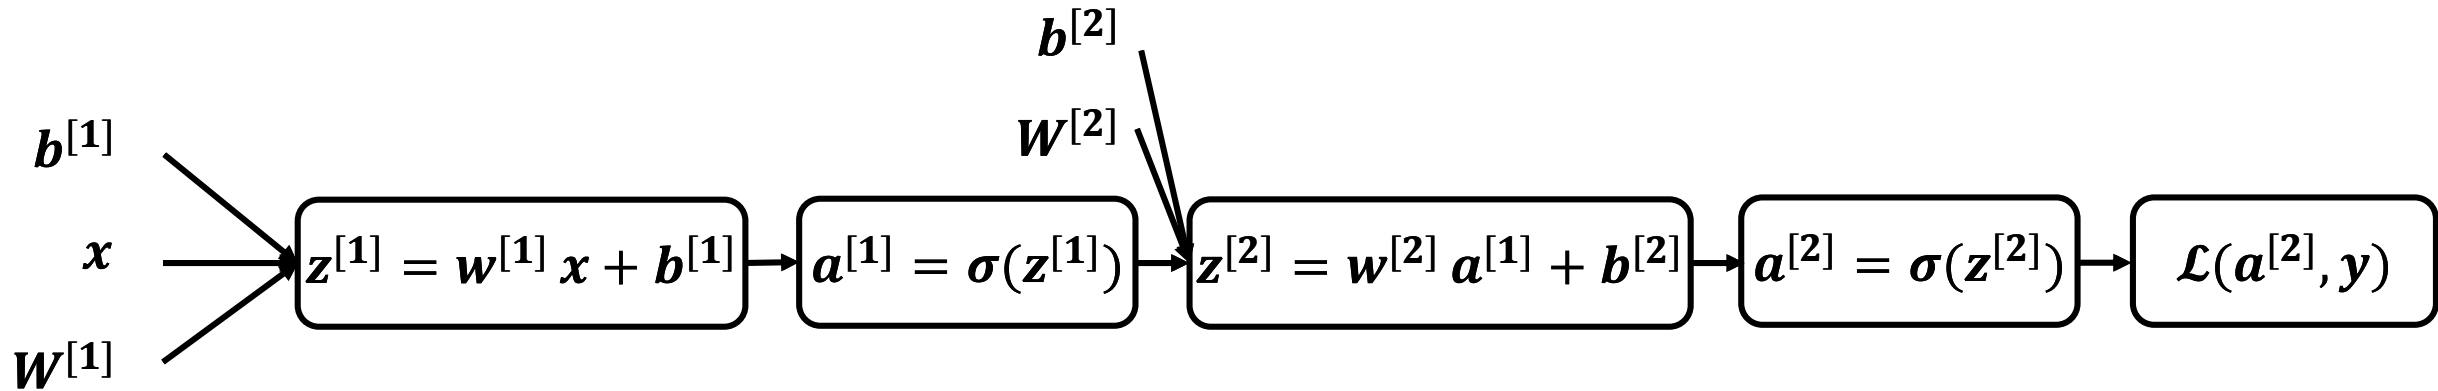 b^{[2]}
W^{[2]}
b^{[1]}
x
W^{[1]}
z^{[1]} = w^{[1]} x + b^{[1]}
a^{[1]} = σ(z^{[1]})
z^{[2]} = w^{[2]} a^{[1]} + b^{[2]}
a^{[2]} = σ(z^{[2]})
ℒ(a^{[2]}, y)